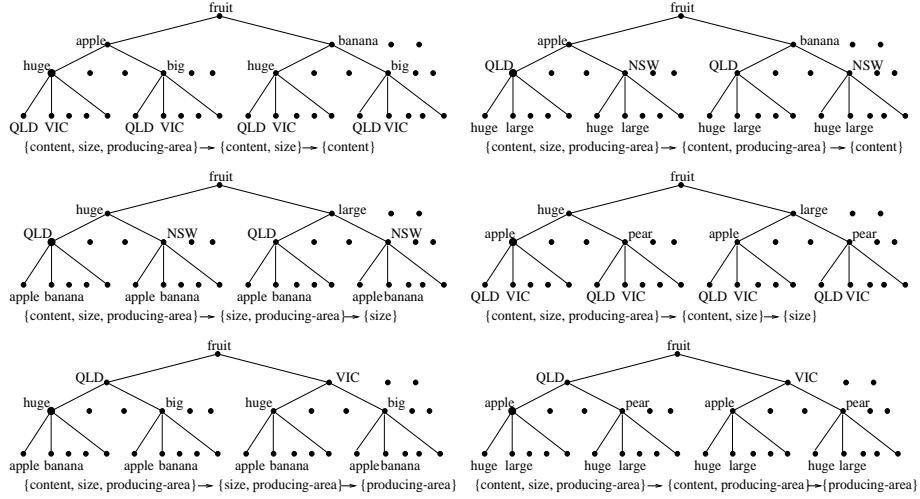 fruit
apple banana
huge big huge big
QLD VIC QLD VIC QLD VIC QLD VIC
{content, size, producing-area} → {content, size} → {content}
fruit
apple banana
QLD NSW QLD NSW
huge large huge large huge large huge large
{content, size, producing-area} → {content, producing-area} → {content}
fruit
huge large
QLD NSW QLD NSW
apple banana apple banana apple banana apple banana
{content, size, producing-area} → {size, producing-area} → {size}
fruit
huge large
apple pear apple pear
QLD VIC QLD VIC QLD VIC QLD VIC
{content, size, producing-area} → {content, size} → {size}
fruit
QLD VIC
huge big huge big
apple banana apple banana apple banana apple banana
{content, size, producing-area} → {size, producing-area} → {producing-area}
fruit
QLD VIC
apple pear apple pear
huge large huge large huge large huge large
{content, size, producing-area} → {content, producing-area} → {producing-area}